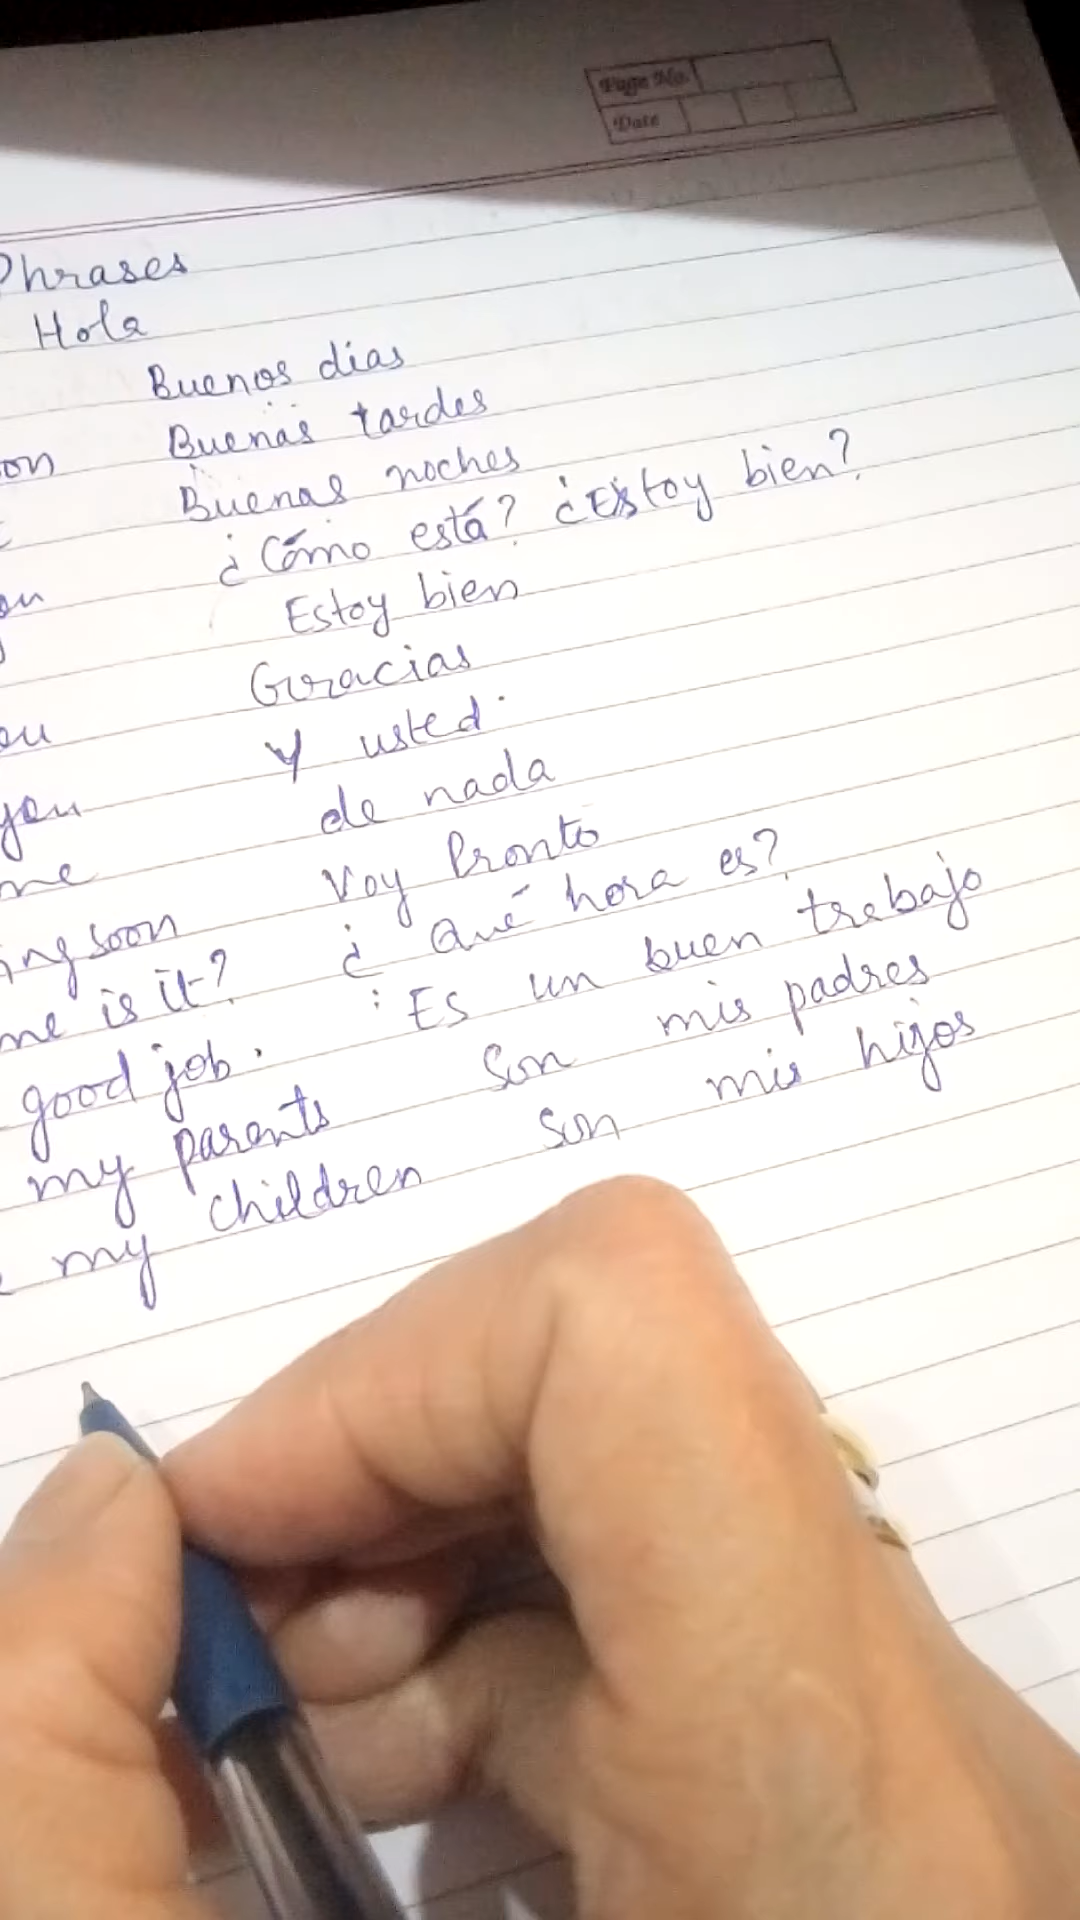 Page No.
Date
Phrases
Hola
Buenos dias
Buenas tardes
on Buenas noches
¿Cómo está? ¿Estoy bien?
Estoy bien
Gracias
y usted.
you de nada
me Voy Pronto
ing soon ¿Qué hora es?
me is it? : Es un buen trabajo
good job. Son mis padres
my parents Son mis hijos
my children